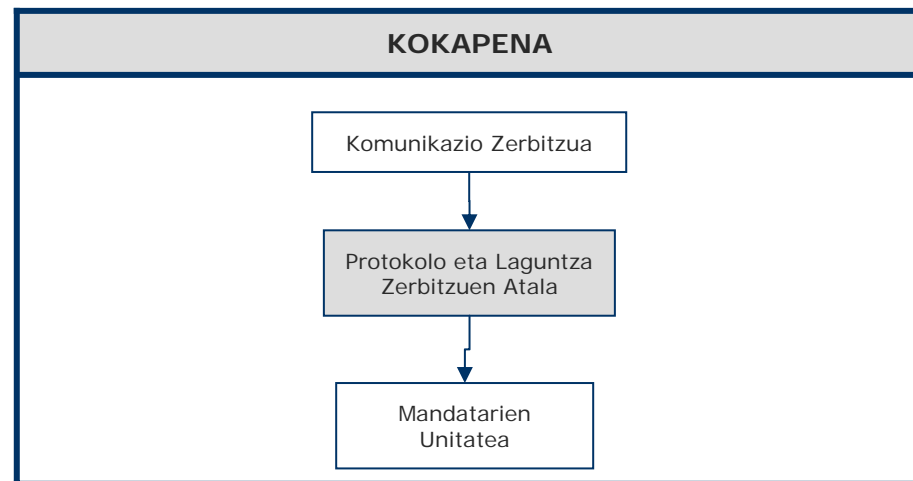 KOKAPENA
Komunikazio Zerbitzua
Protokolo eta Laguntza
Zerbitzuen Atala
Mandatarien
Unitatea